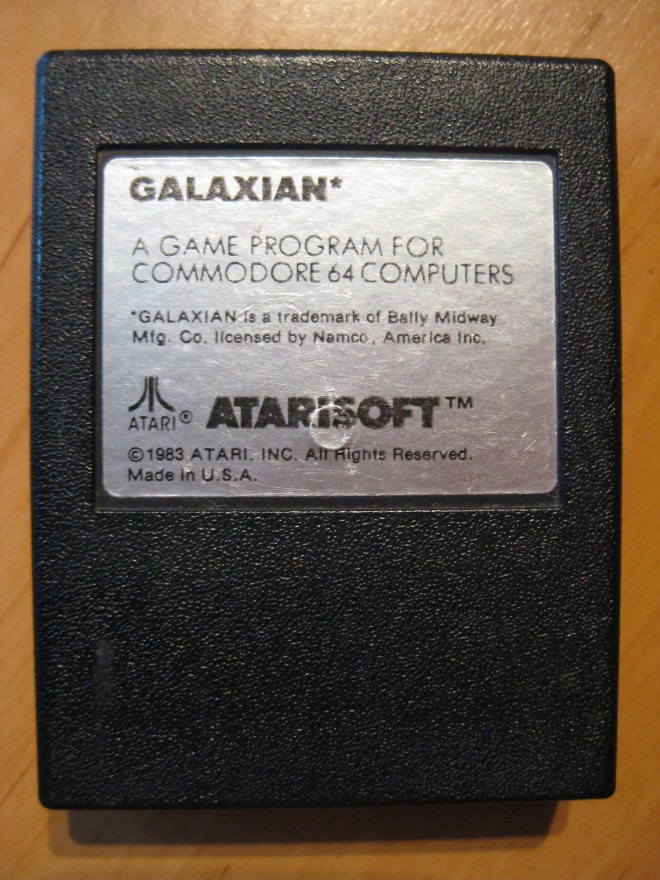 GALAXIAN*
A GAME PROGRAM FOR
COMMODORE 64 COMPUTERS
*GALAXIAN is a trademark of Bally Midway
Mfg. Co. licensed by Namco, America Inc.
ATARI® ATARISOFT™
©1983 ATARI, INC. All Rights Reserved.
Made in U.S.A.